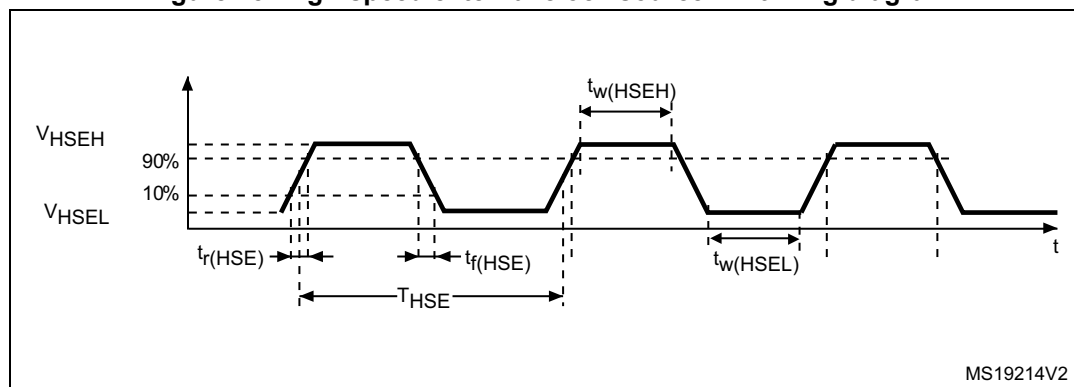 tw(HSEH)
VHSEH
90%
10%
VHSEL
tr(HSE)
tf(HSE)
tw(HSEL)
t
THSE
MS19214V2